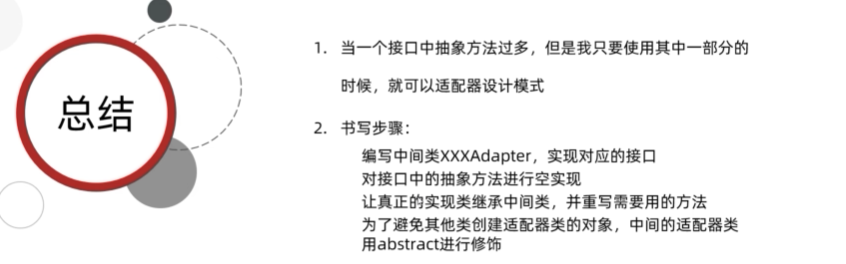 总结
1. 当一个接口中抽象方法过多，但是我只要使用其中一部分的
时候，就可以适配器设计模式
2. 书写步骤：
编写中间类XXXAdapter，实现对应的接口
对接口中的抽象方法进行空实现
让真正的实现类继承中间类，并重写需要用的方法
为了避免其他类创建适配器类的对象，中间的适配器类
用abstract进行修饰